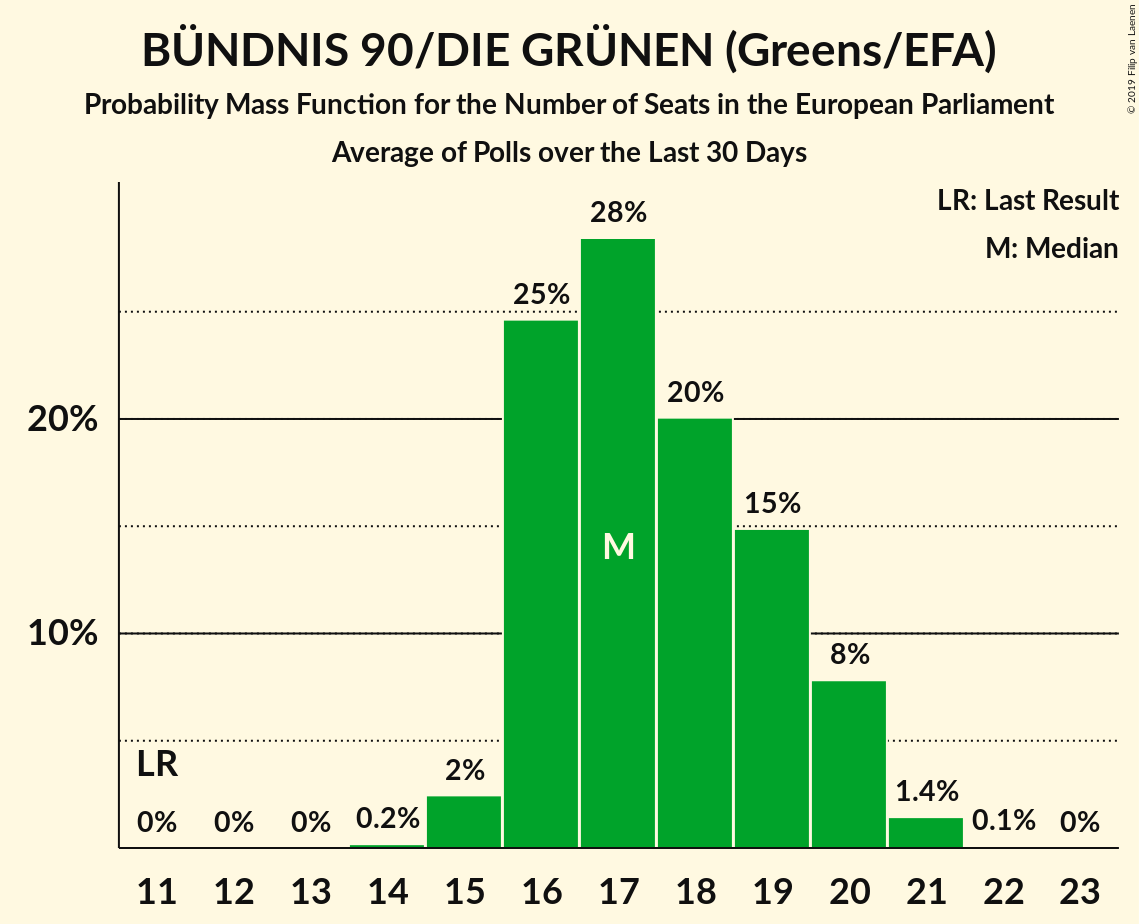 BÜNDNIS 90/DIE GRÜNEN (Greens/EFA)
Probability Mass Function for the Number of Seats in the European Parliament
Average of Polls over the Last 30 Days
© 2019 Filip van Laenen
LR: Last Result
M: Median
28%
25%
20%
20%
15%
M
10%
8%
LR
2%
1.4%
0% 0% 0% 0.2% 0.1% 0%
11 12 13 14 15 16 17 18 19 20 21 22 23